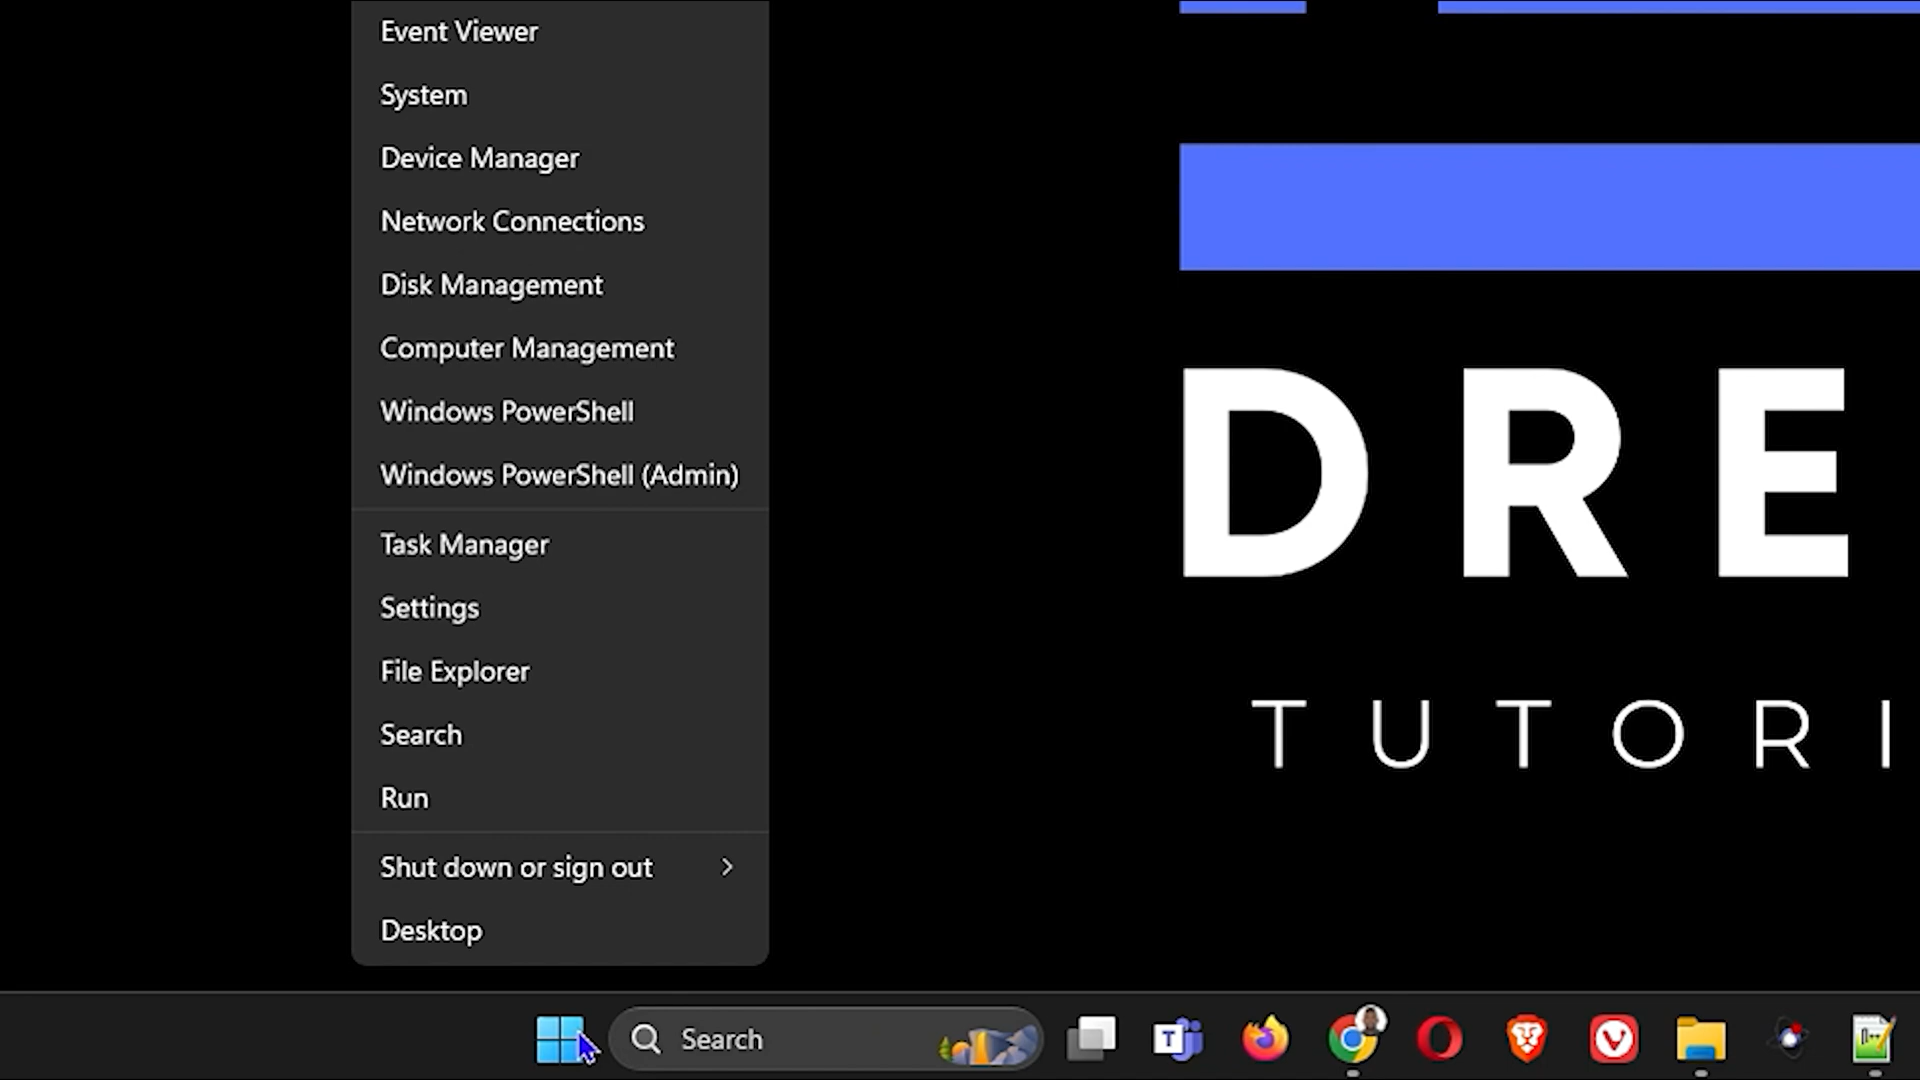 Event Viewer
System
Device Manager
Network Connections
Disk Management
Computer Management
Windows PowerShell
Windows PowerShell (Admin)
Task Manager
Settings
File Explorer
Search
Run
Shut down or sign out
Desktop
DRE
TUTORI
Search